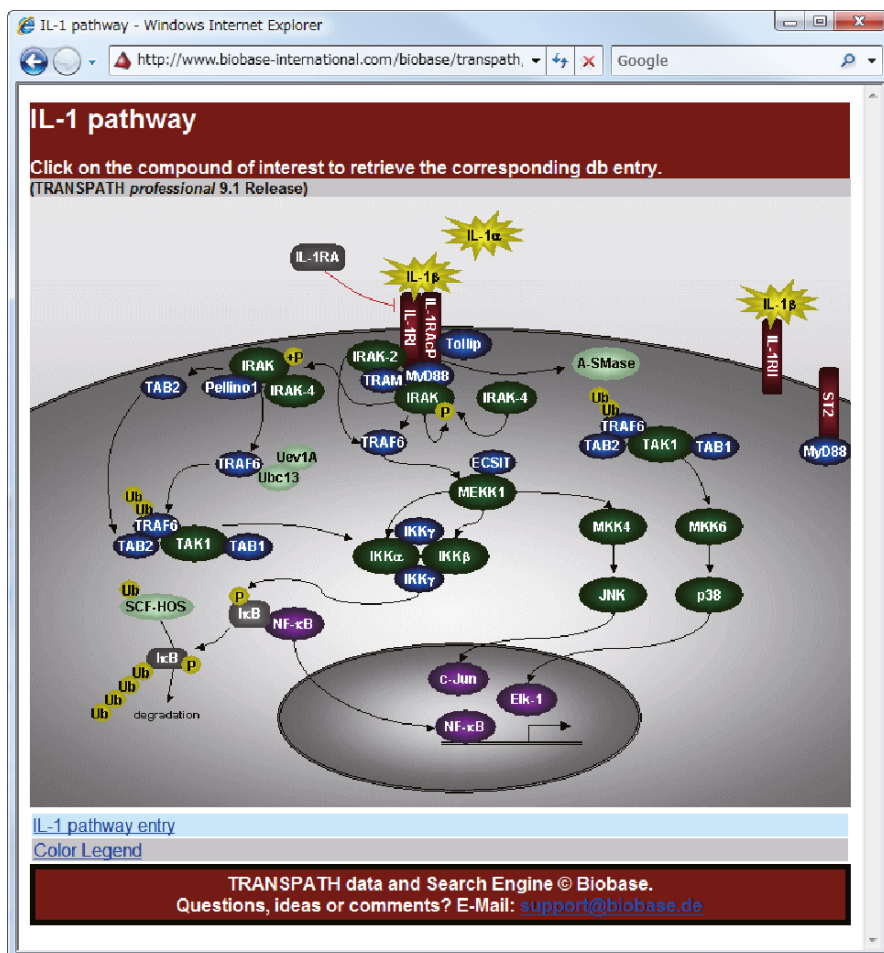 IL-1 pathway - Windows Internet Explorer
http://www.biobase-international.com/biobase/transpath,
Google
IL-1 pathway
Click on the compound of interest to retrieve the corresponding db entry.
(TRANSPATH professional 9.1 Release)
IL-1α
IL-1RA
IL-1β
IL-1β
IL-1RI
IL-1RAcP
IL-1RII
Tollip
IRAK
+P
IRAK-2
A-SMase
TAB2
Pellino1
IRAK-4
TRAM
MyD88
IRAK
P
IRAK-4
Ub
Ub
ST2
TRAF6
TRAF6
TAB2
TAK1
TAB1
MyD88
TRAF6
Uev1A
Ubc13
ECSIT
MEKK1
Ub
Ub
TRAF6
TAB2
TAK1
TAB1
IKKγ
IKKα
IKKβ
IKKγ
MKK4
MKK6
Ub
SCF-HOS
P
IκB
NF-κB
JNK
p38
IκB
P
Ub
Ub
Ub
Ub
Ub
degradation
c-Jun
Elk-1
NF-κB
IL-1 pathway entry
Color Legend
TRANSPATH data and Search Engine © Biobase.
Questions, ideas or comments? E-Mail: support@biobase.de